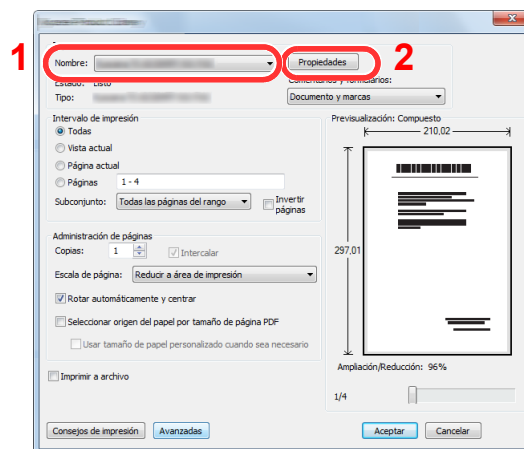 1
2
Nombre:
Propiedades
Estado: Listo
Comentarios y formularios:
Tipo:
Documento y marcas
Intervalo de impresión
Todas
Vista actual
Página actual
Páginas 1 - 4
Subconjunto: Todas las páginas del rango
Invertir
páginas
Administración de páginas
Copias: 1 Intercalar
Escala de página: Reducir a área de impresión
Rotar automáticamente y centrar
Seleccionar origen del papel por tamaño de página PDF
Usar tamaño de papel personalizado cuando sea necesario
Imprimir a archivo
Previsualización: Compuesto
210,02
297,01
Ampliación/Reducción: 96%
1/4
Consejos de impresión
Avanzadas
Aceptar
Cancelar